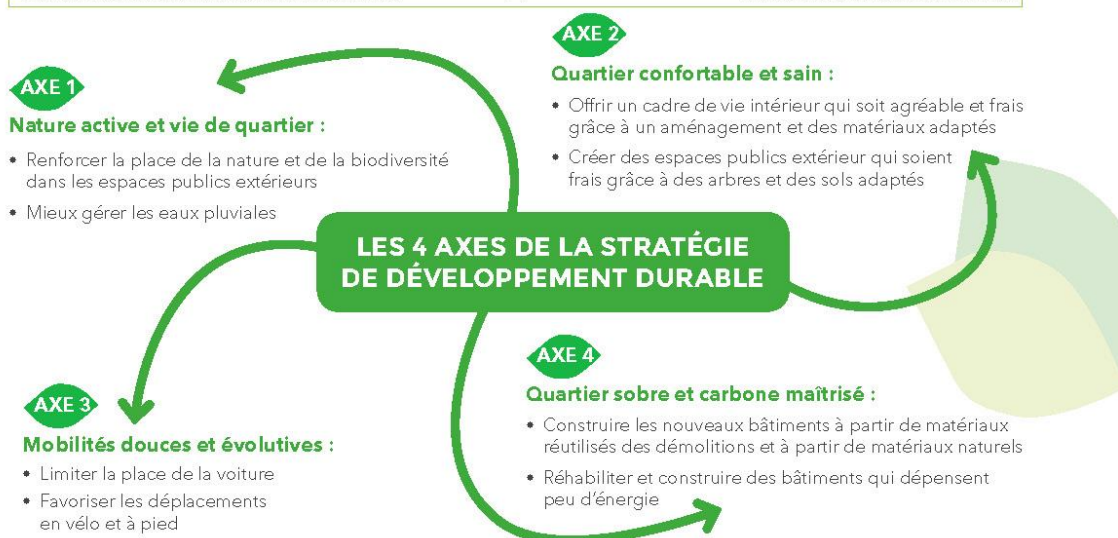 AXE 1
Nature active et vie de quartier :
• Renforcer la place de la nature et de la biodiversité
dans les espaces publics extérieurs
• Mieux gérer les eaux pluviales
AXE 2
Quartier confortable et sain :
• Offrir un cadre de vie intérieur qui soit agréable et frais
grâce à un aménagement et des matériaux adaptés
• Créer des espaces publics extérieur qui soient
frais grâce à des arbres et des sols adaptés
LES 4 AXES DE LA STRATÉGIE
DE DÉVELOPPEMENT DURABLE
AXE 3
Mobilités douces et évolutives :
• Limiter la place de la voiture
• Favoriser les déplacements
en vélo et à pied
AXE 4
Quartier sobre et carbone maîtrisé :
• Construire les nouveaux bâtiments à partir de matériaux
réutilisés des démolitions et à partir de matériaux naturels
• Réhabiliter et construire des bâtiments qui dépensent
peu d'énergie